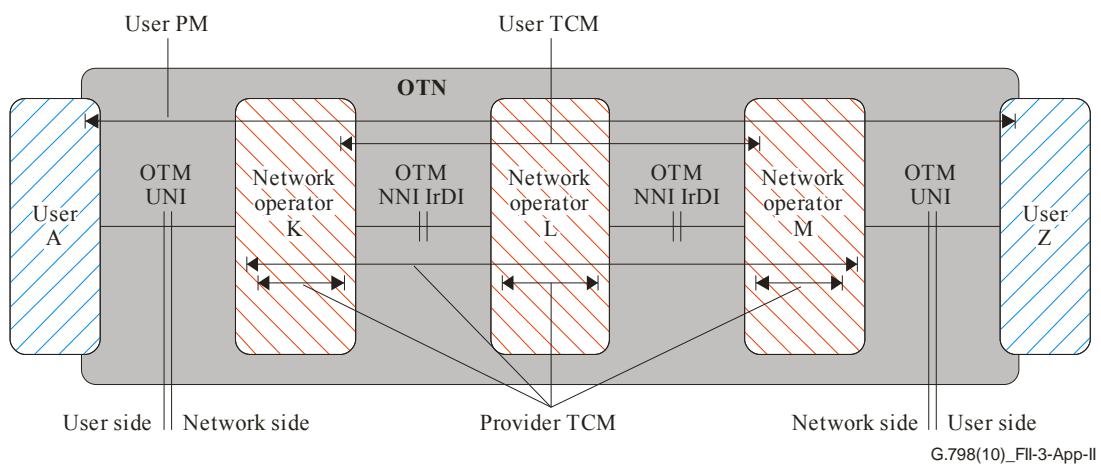 User PM
User TCM
OTN
OTM
UNI
OTM
NNI IrDI
OTM
NNI IrDI
OTM
UNI
User
A
Network
operator
K
Network
operator
L
Network
operator
M
User
Z
User side
Network side
Provider TCM
Network side
User side
G.798(10)_FII-3-App-II